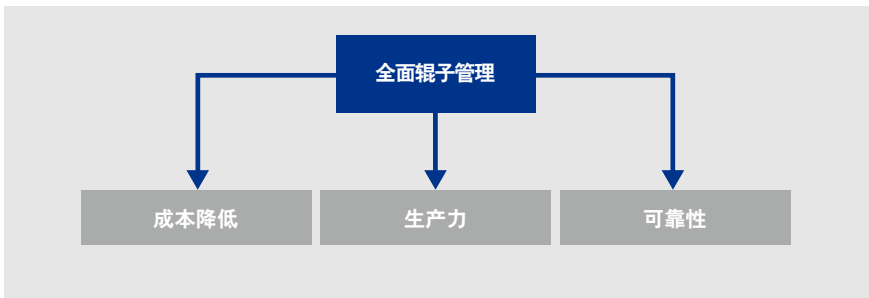 全面辊子管理
成本降低
生产力
可靠性